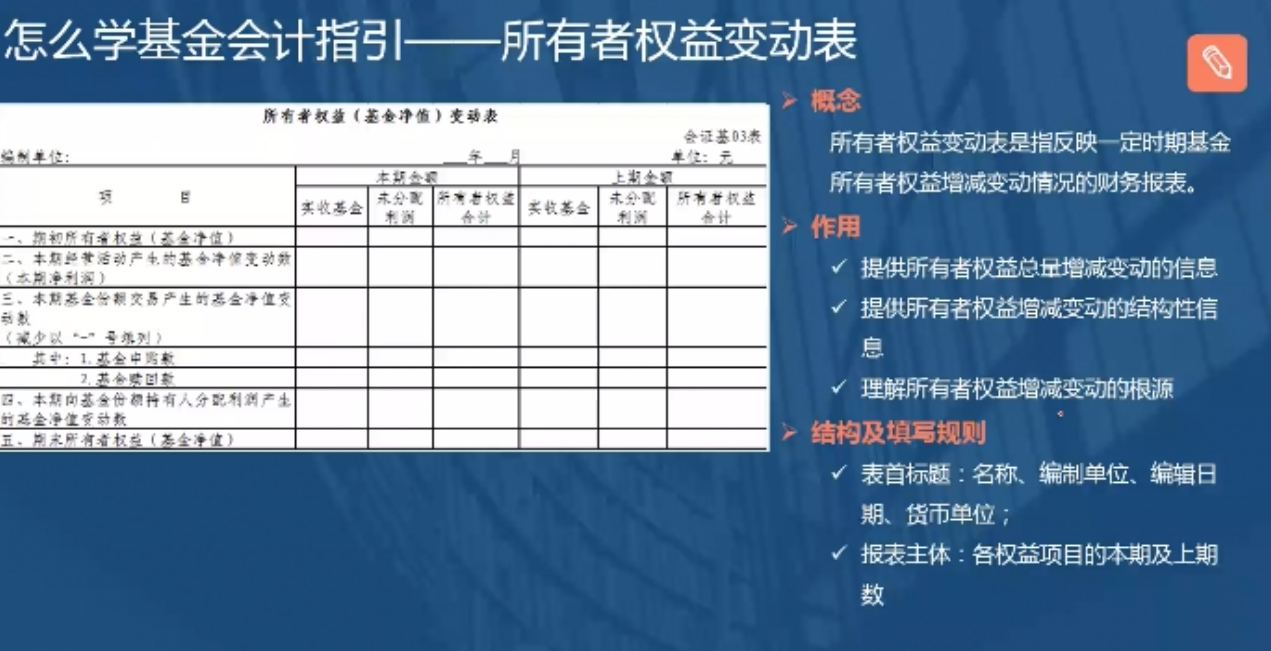 怎么学基金会计指引——所有者权益变动表
所有者权益（基金净值）变动表
会证基03表
编制单位：
___年___月
单位：元
项 目
本期金额
上期金额
实收基金
未分配
利润
所有者权益
合计
实收基金
未分配
利润
所有者权益
合计
一、期初所有者权益（基金净值）
二、本期经营活动产生的基金净值变动数
（本期净利润）
三、本期基金份额交易产生的基金净值变
动数
（减少以“-”号填列）
其中：1.基金申购款
2.基金赎回款
四、本期向基金份额持有人分配利润产生
的基金净值变动数
五、期末所有者权益（基金净值）
概念
所有者权益变动表是指反映一定时期基金
所有者权益增减变动情况的财务报表。
作用
提供所有者权益总量增减变动的信息
提供所有者权益增减变动的结构性信
息
理解所有者权益增减变动的根源
结构及填写规则
表首标题：名称、编制单位、编辑日
期、货币单位；
报表主体：各权益项目的本期及上期
数